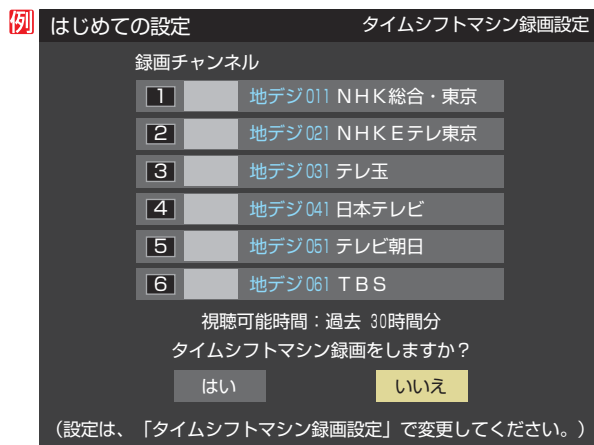 例
はじめての設定 タイムシフトマシン録画設定
録画チャンネル
1 地デジ011 NHK総合・東京
2 地デジ021 NHKEテレ東京
3 地デジ031 テレ玉
4 地デジ041 日本テレビ
5 地デジ051 テレビ朝日
6 地デジ061 TBS
視聴可能時間:過去 30時間分
タイムシフトマシン録画をしますか?
はい いいえ
(設定は、「タイムシフトマシン録画設定」で変更してください。)